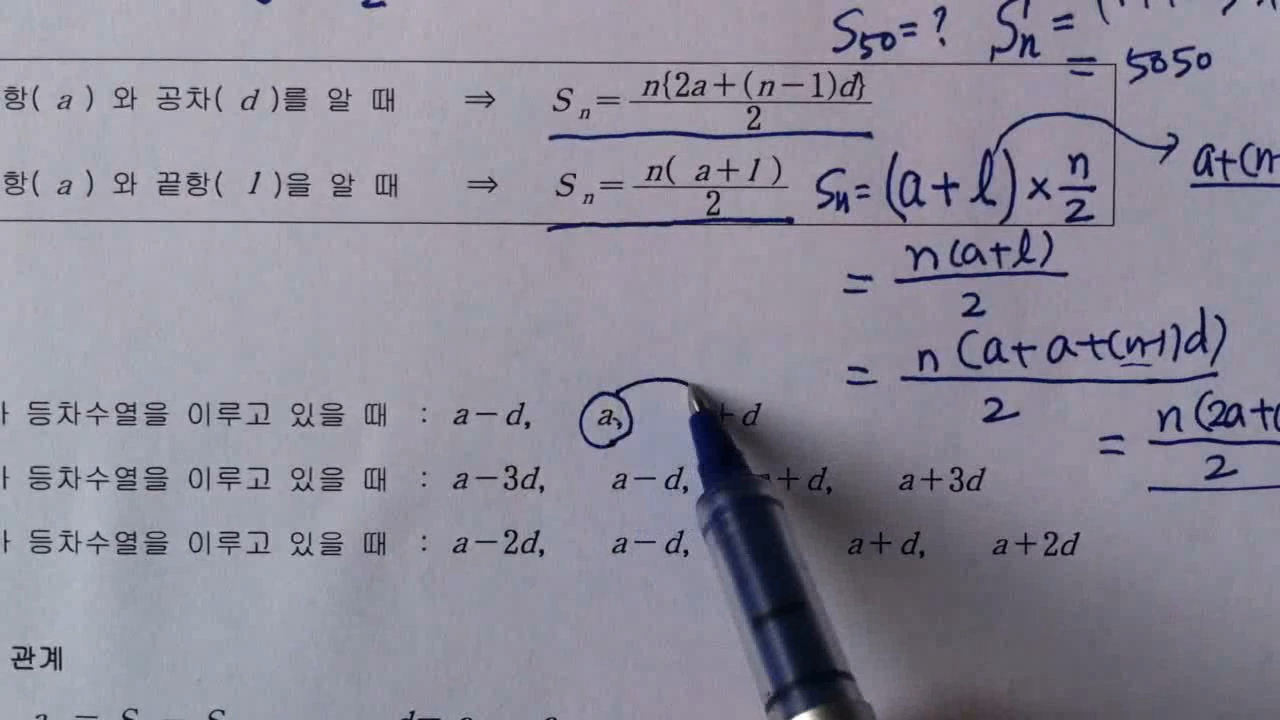 S₅₀=? Sₙ=
= 5050
항( a ) 와 공차( d )를 알 때 ⇒ Sₙ= n{2a+(n−1)d} / 2
항( a ) 와 끝항( l )을 알 때 ⇒ Sₙ= n( a+l ) / 2 Sₙ=(a+l)× n/2 a+(n-
= n(a+l) / 2
= n(a+a+(n-1)d) / 2
등차수열을 이루고 있을 때 : a−d, a, +d
= n(2a+( / 2
등차수열을 이루고 있을 때 : a−3d, a−d, a+d, a+3d
등차수열을 이루고 있을 때 : a−2d, a−d, a+d, a+2d
관계